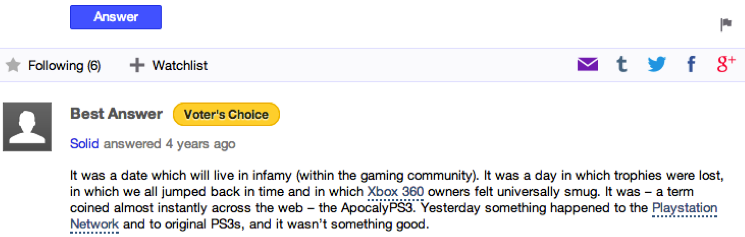 Answer
Following (6) Watchlist t f g+
Best Answer Voter's Choice
Solid answered 4 years ago
It was a date which will live in infamy (within the gaming community). It was a day in which trophies were lost,
in which we all jumped back in time and in which Xbox 360 owners felt universally smug. It was – a term
coined almost instantly across the web – the ApocalyPS3. Yesterday something happened to the Playstation
Network and to original PS3s, and it wasn't something good.